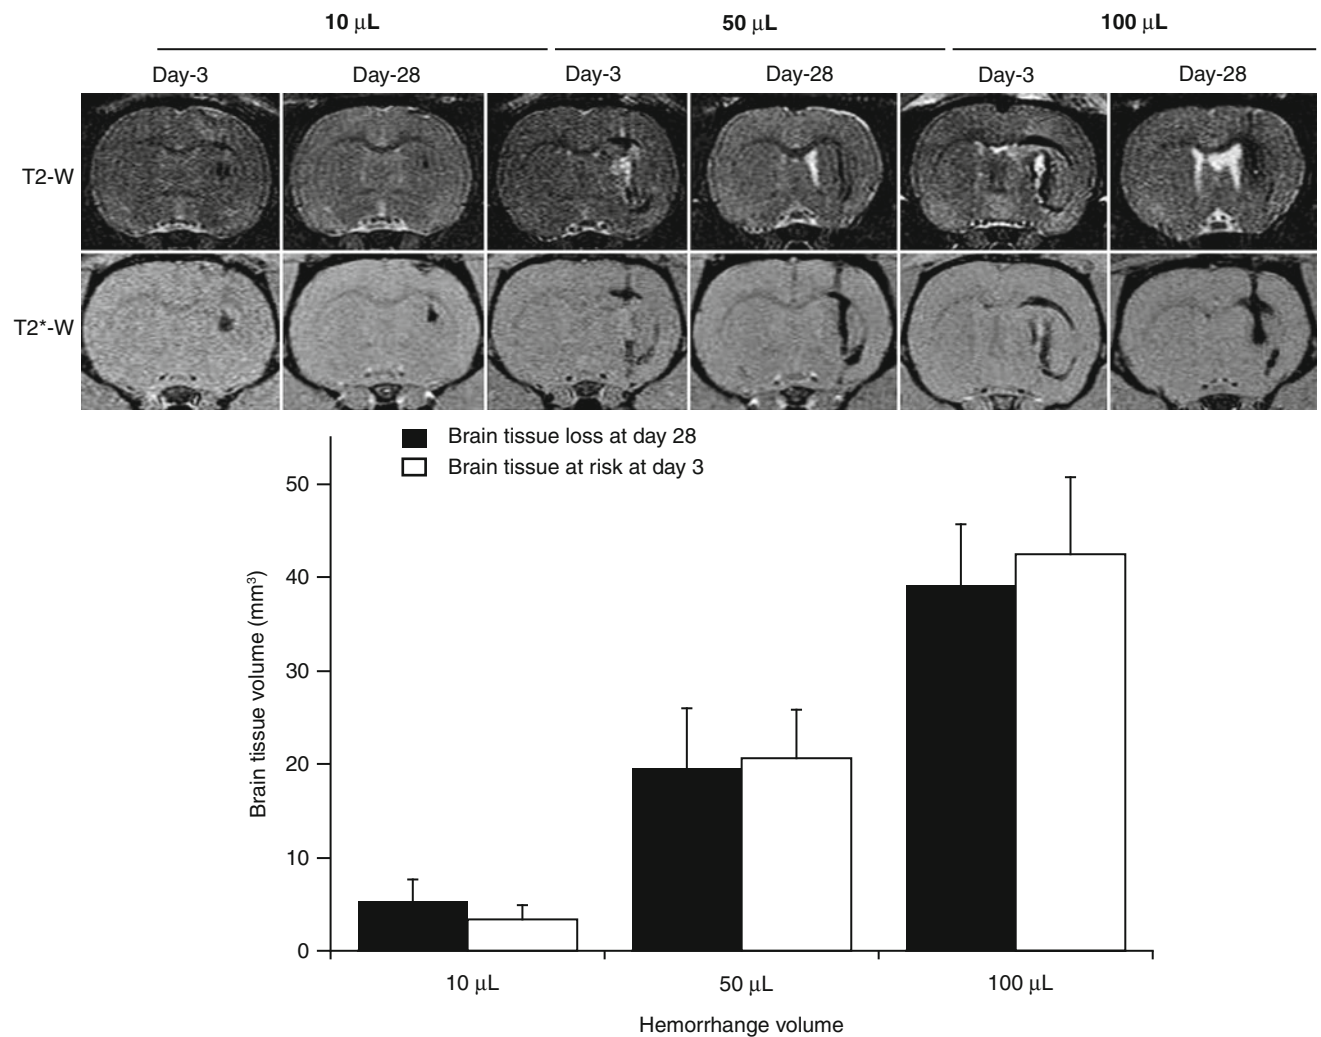 10 μL 50 μL 100 μL
Day-3 Day-28 Day-3 Day-28 Day-3 Day-28
T2-W
T2*-W
Brain tissue loss at day 28
Brain tissue at risk at day 3
Brain tissue volume (mm³)
50
40
30
20
10
0
10 μL 50 μL 100 μL
Hemorrhange volume